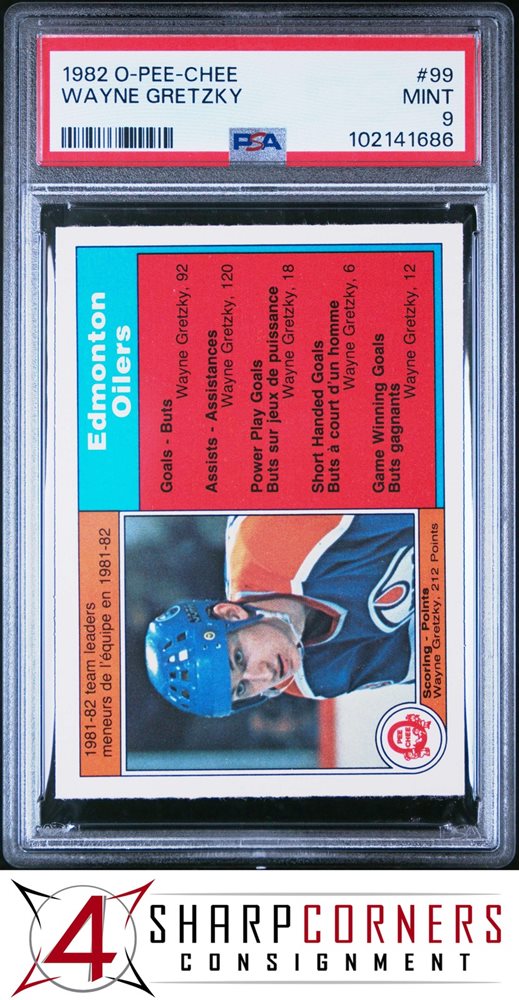 1982 O-PEE-CHEE #99
WAYNE GRETZKY MINT
9
PSA 102141686
Edmonton
Oilers
1981-82 team leaders
meneurs de l'équipe en 1981-82
Goals - Buts
Wayne Gretzky, 92
Assists - Assistances
Wayne Gretzky, 120
Power Play Goals
Buts sur jeux de puissance
Wayne Gretzky, 18
Short Handed Goals
Buts à court d'un homme
Wayne Gretzky, 6
Game Winning Goals
Buts gagnants
Wayne Gretzky, 12
Scoring - Points
Wayne Gretzky, 212 Points
O
PEE
CHEE
4 SHARPCORNERS
CONSIGNMENT